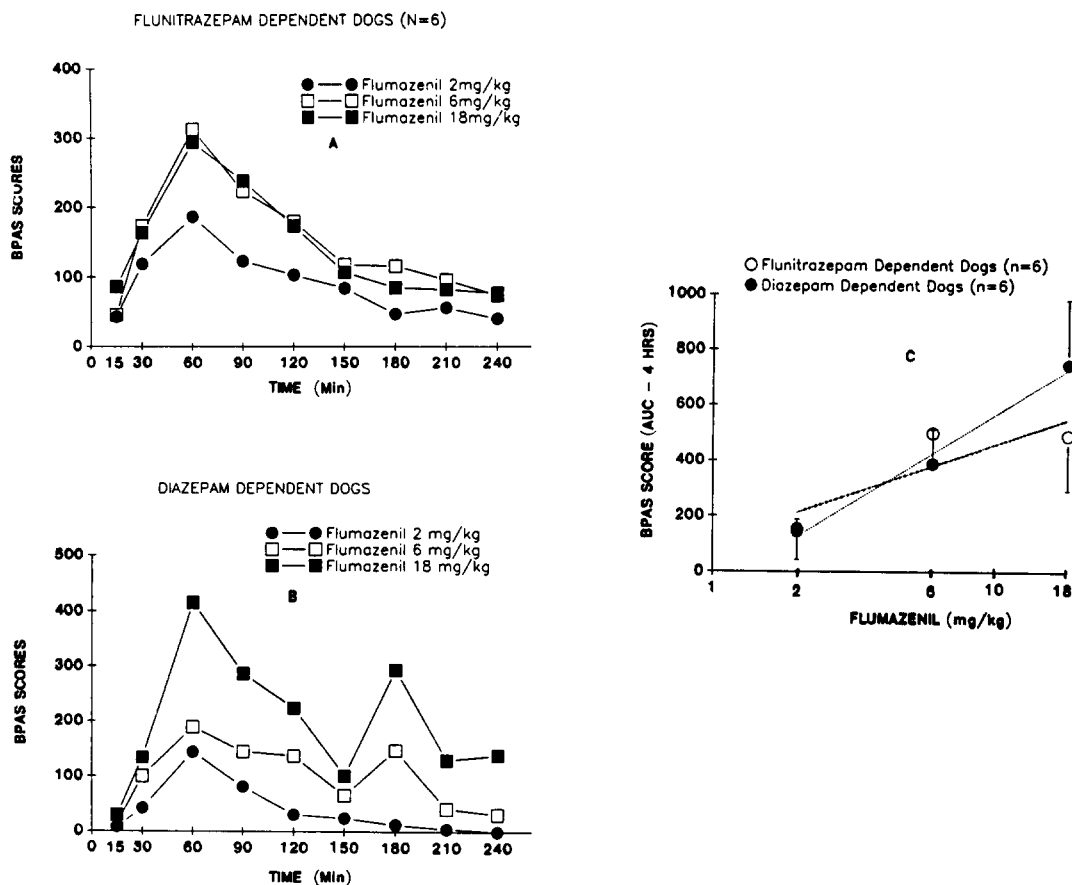 FLUNITRAZEPAM DEPENDENT DOGS (N=6)
400
300
200
100
0
BPAS SCORES
Flumazenil 2mg/kg
Flumazenil 6mg/kg
Flumazenil 18mg/kg
A
0 15 30 60 90 120 150 180 210 240
TIME (Min)
DIAZEPAM DEPENDENT DOGS
500
400
300
200
100
0
BPAS SCORES
Flumazenil 2 mg/kg
Flumazenil 6 mg/kg
Flumazenil 18 mg/kg
B
0 15 30 60 90 120 150 180 210 240
TIME (Min)
Flunitrazepam Dependent Dogs (n=6)
Diazepam Dependent Dogs (n=6)
1000
800
600
400
200
0
BPAS SCORE (AUC - 4 HRS)
C
1 2 6 10 18
FLUMAZENIL (mg/kg)